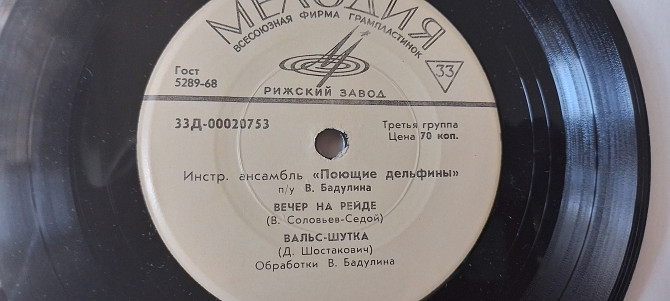 МЕЛОДИЯ
ВСЕСОЮЗНАЯ ФИРМА ГРАМПЛАСТИНОК
Гост
5289-68
33
РИЖСКИЙ ЗАВОД
33Д-00020753
Третья группа
Цена 70 коп.
Инстр. ансамбль «Поющие дельфины»
п/у В. Бадулина
ВЕЧЕР НА РЕЙДЕ
(В. Соловьев-Седой)
ВАЛЬС-ШУТКА
(Д. Шостакович)
Обработки В. Бадулина